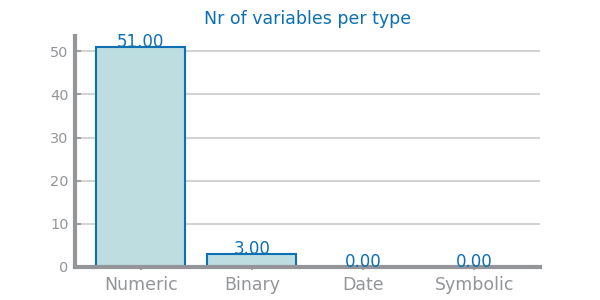 Nr of variables per type
51.00
50
40
30
20
10
3.00
0.00
0.00
0
Numeric
Binary
Date
Symbolic